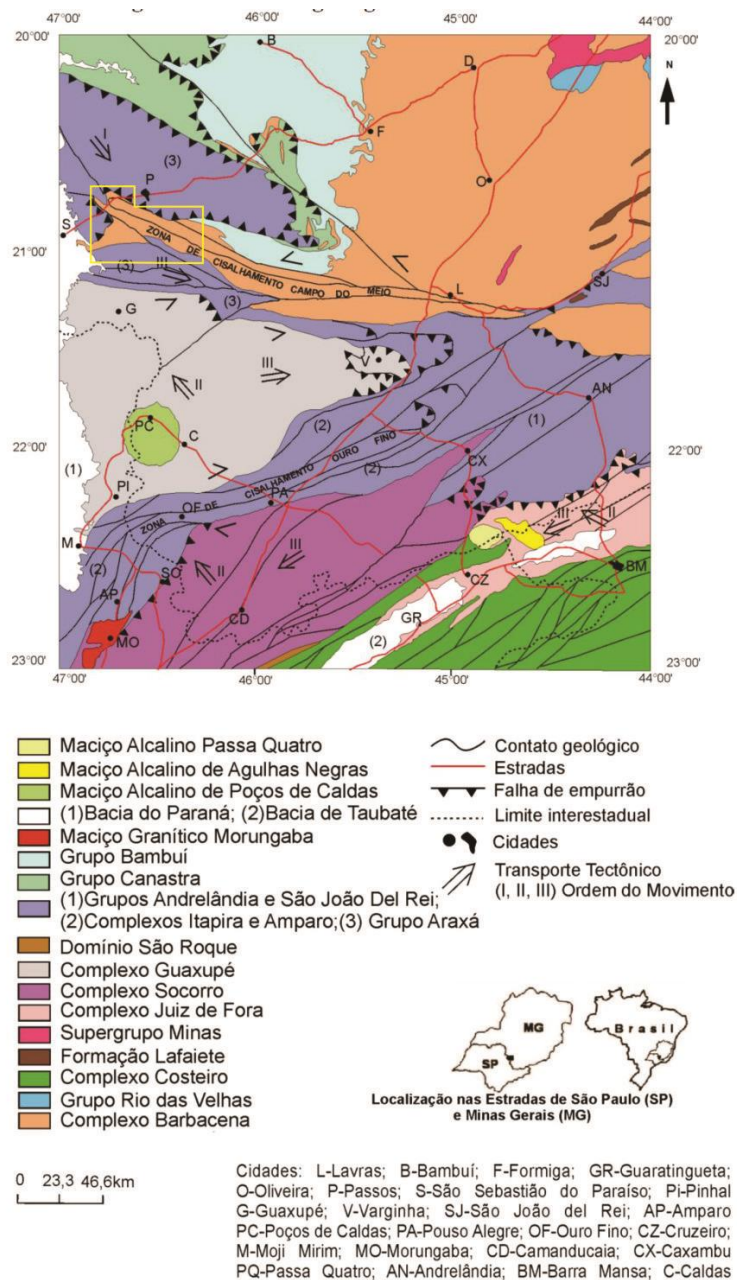 47°00' 46°00' 45°00' 44°00'
20°00' 20°00'
B
D
N
F
I
(3)
P
O
S
21°00'
ZONA DE CISALHAMENTO CAMPO DO MEIO
(3)
III
L
SJ
G
(3)
V
III
II
AN
PC
C
(2)
(1)
22°00'
22°00'
(1)
ZONA DE CISALHAMENTO OURO FINO
(2)
CX
PI
OF
PA
III
II
M
(2)
SO
III
II
BM
AP
CZ
CD
GR
MO
(2)
23°00' 23°00'
47°00' 46°00' 45°00' 44°00'
Maciço Alcalino Passa Quatro
Maciço Alcalino de Agulhas Negras
Maciço Alcalino de Poços de Caldas
(1)Bacia do Paraná; (2)Bacia de Taubaté
Maciço Granítico Morungaba
Grupo Bambuí
Grupo Canastra
(1)Grupos Andrelândia e São João Del Rei;
(2)Complexos Itapira e Amparo;(3) Grupo Araxá
Domínio São Roque
Complexo Guaxupé
Complexo Socorro
Complexo Juiz de Fora
Supergrupo Minas
Formação Lafaiete
Complexo Costeiro
Grupo Rio das Velhas
Complexo Barbacena
Contato geológico
Estradas
Falha de empurrão
Limite interestadual
Cidades
Transporte Tectônico
(I, II, III) Ordem do Movimento
MG
SP
Brasil
Localização nas Estradas de São Paulo (SP)
e Minas Gerais (MG)
0 23,3 46,6km
Cidades: L-Lavras; B-Bambuí; F-Formiga; GR-Guaratingueta;
O-Oliveira; P-Passos; S-São Sebastião do Paraíso; Pi-Pinhal
G-Guaxupé; V-Varginha; SJ-São João del Rei; AP-Amparo
PC-Poços de Caldas; PA-Pouso Alegre; OF-Ouro Fino; CZ-Cruzeiro;
M-Moji Mirim; MO-Morungaba; CD-Camanducaia; CX-Caxambu
PQ-Passa Quatro; AN-Andrelândia; BM-Barra Mansa; C-Caldas